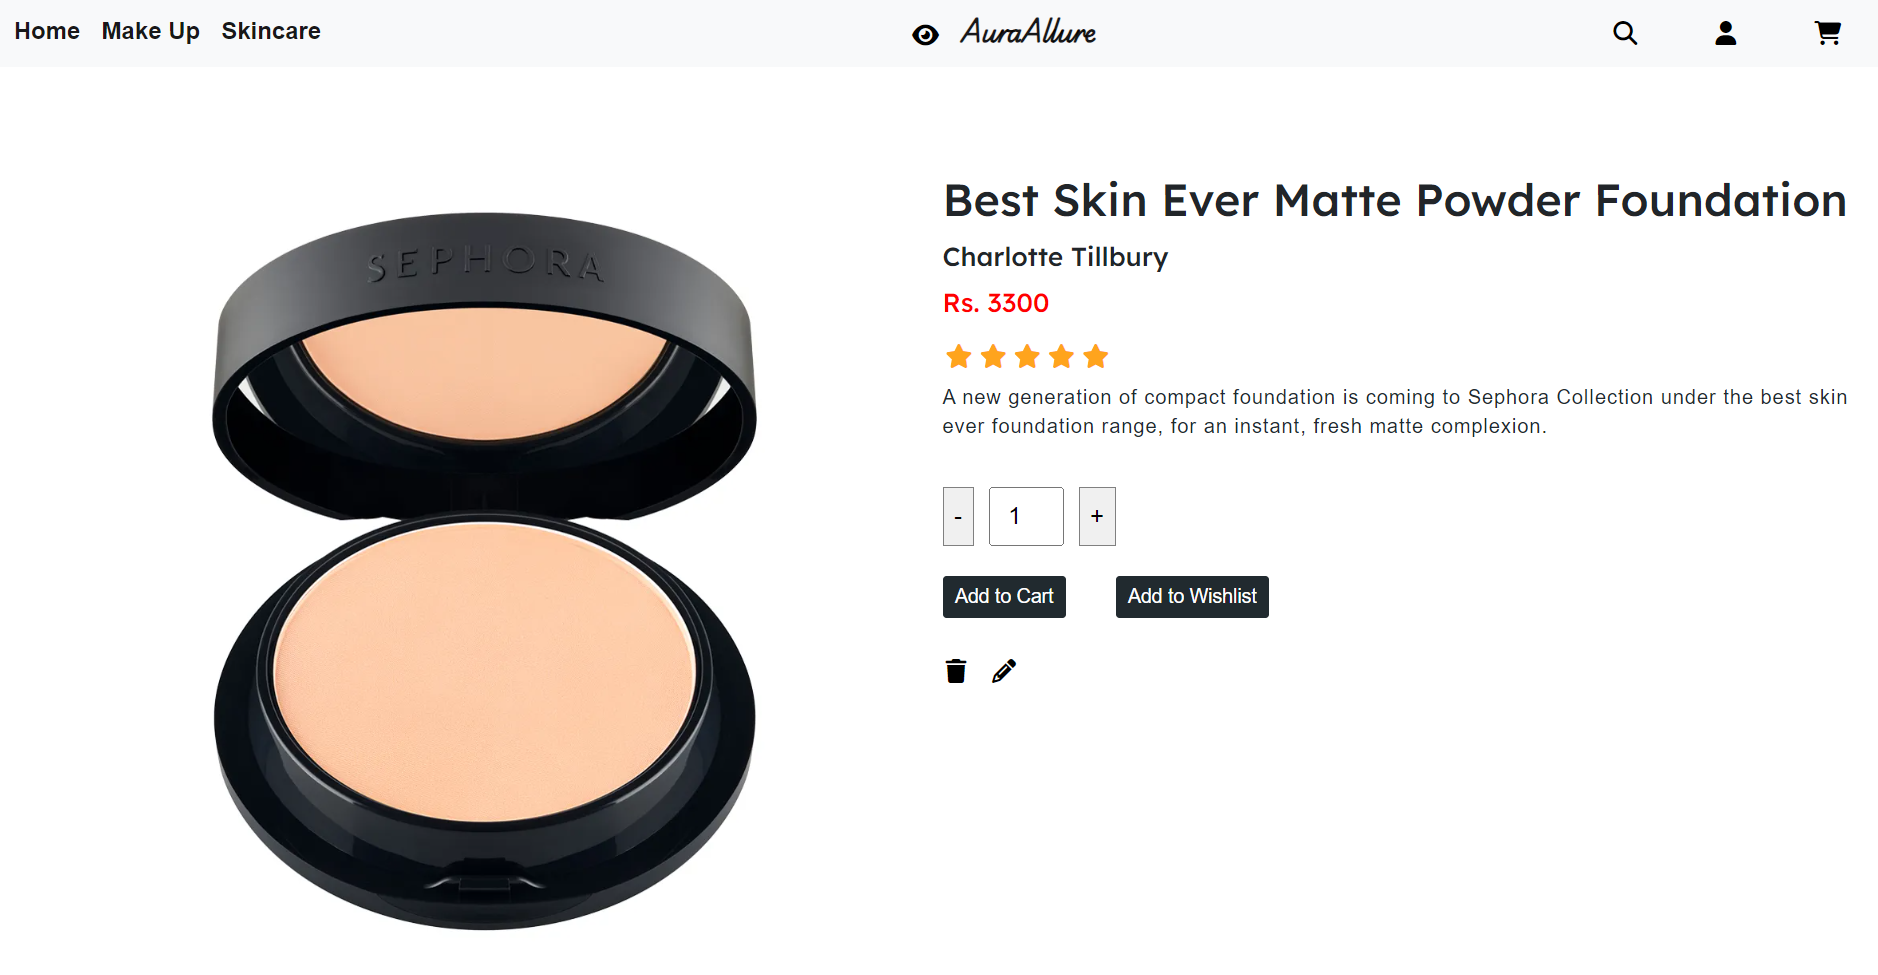 Home Make Up Skincare
AuraAllure
SEPHORA
Best Skin Ever Matte Powder Foundation
Charlotte Tillbury
Rs. 3300
A new generation of compact foundation is coming to Sephora Collection under the best skin
ever foundation range, for an instant, fresh matte complexion.
- 1 +
Add to Cart Add to Wishlist